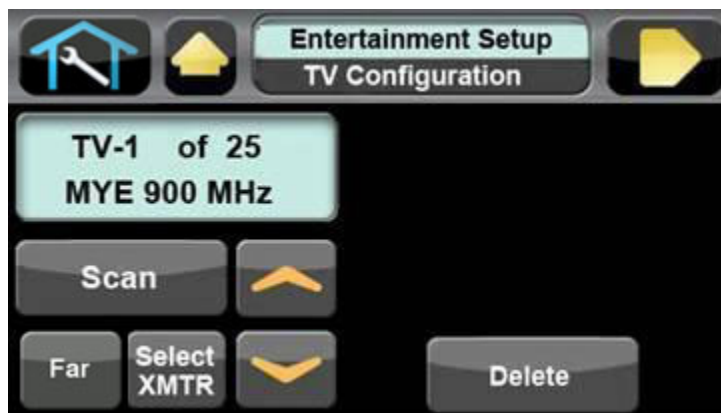 Entertainment Setup
TV Configuration
TV-1 of 25
MYE 900 MHz
Scan
Far
Select
XMTR
Delete